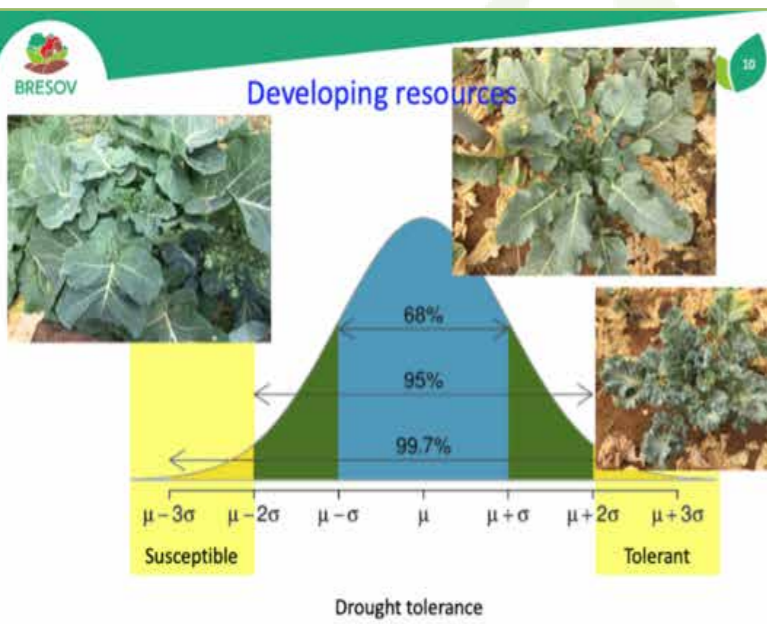 BRESOV
10
Developing resources
68%
95%
99.7%
μ-3σ μ-2σ μ-σ μ μ+σ μ+2σ μ+3σ
Susceptible Tolerant
Drought tolerance